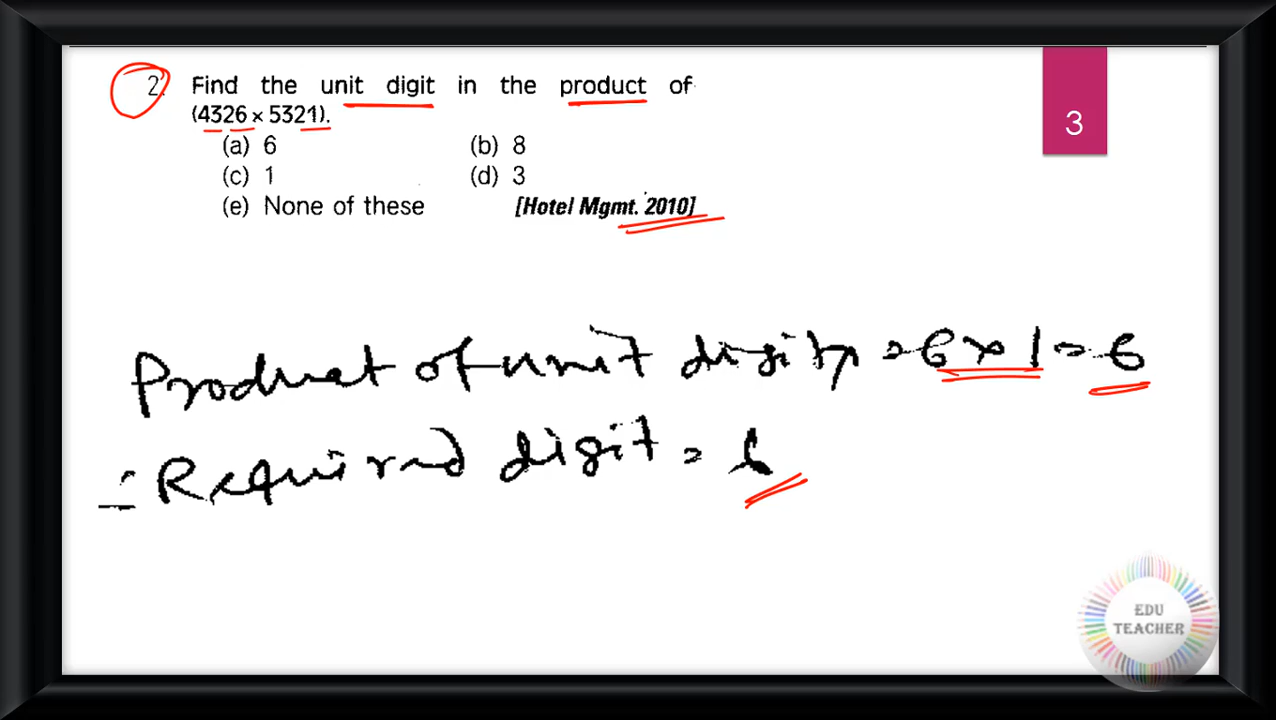 2. Find the unit digit in the product of
(4326 × 5321).
(a) 6 (b) 8
(c) 1 (d) 3
(e) None of these [Hotel Mgmt. 2010]
3
Product of unit digits = 6 × 1 = 6
∴ Required digit = 6
EDU
TEACHER